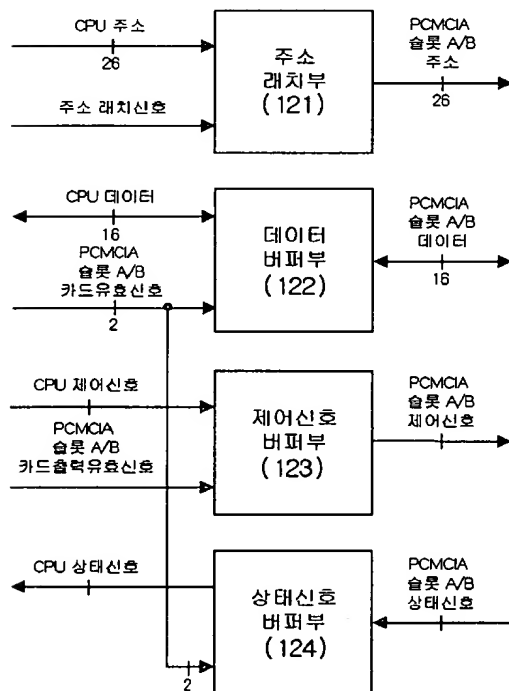 CPU 주소
26
주소 래치신호
주소
래치부
(121)
PCMCIA
슬롯 A/B
주소
26
CPU 데이터
16
PCMCIA
슬롯 A/B
카드유효신호
2
데이터
버퍼부
(122)
PCMCIA
슬롯 A/B
데이터
16
CPU 제어신호
PCMCIA
슬롯 A/B
카드출력유효신호
제어신호
버퍼부
(123)
PCMCIA
슬롯 A/B
제어신호
CPU 상태신호
2
상태신호
버퍼부
(124)
PCMCIA
슬롯 A/B
상태신호